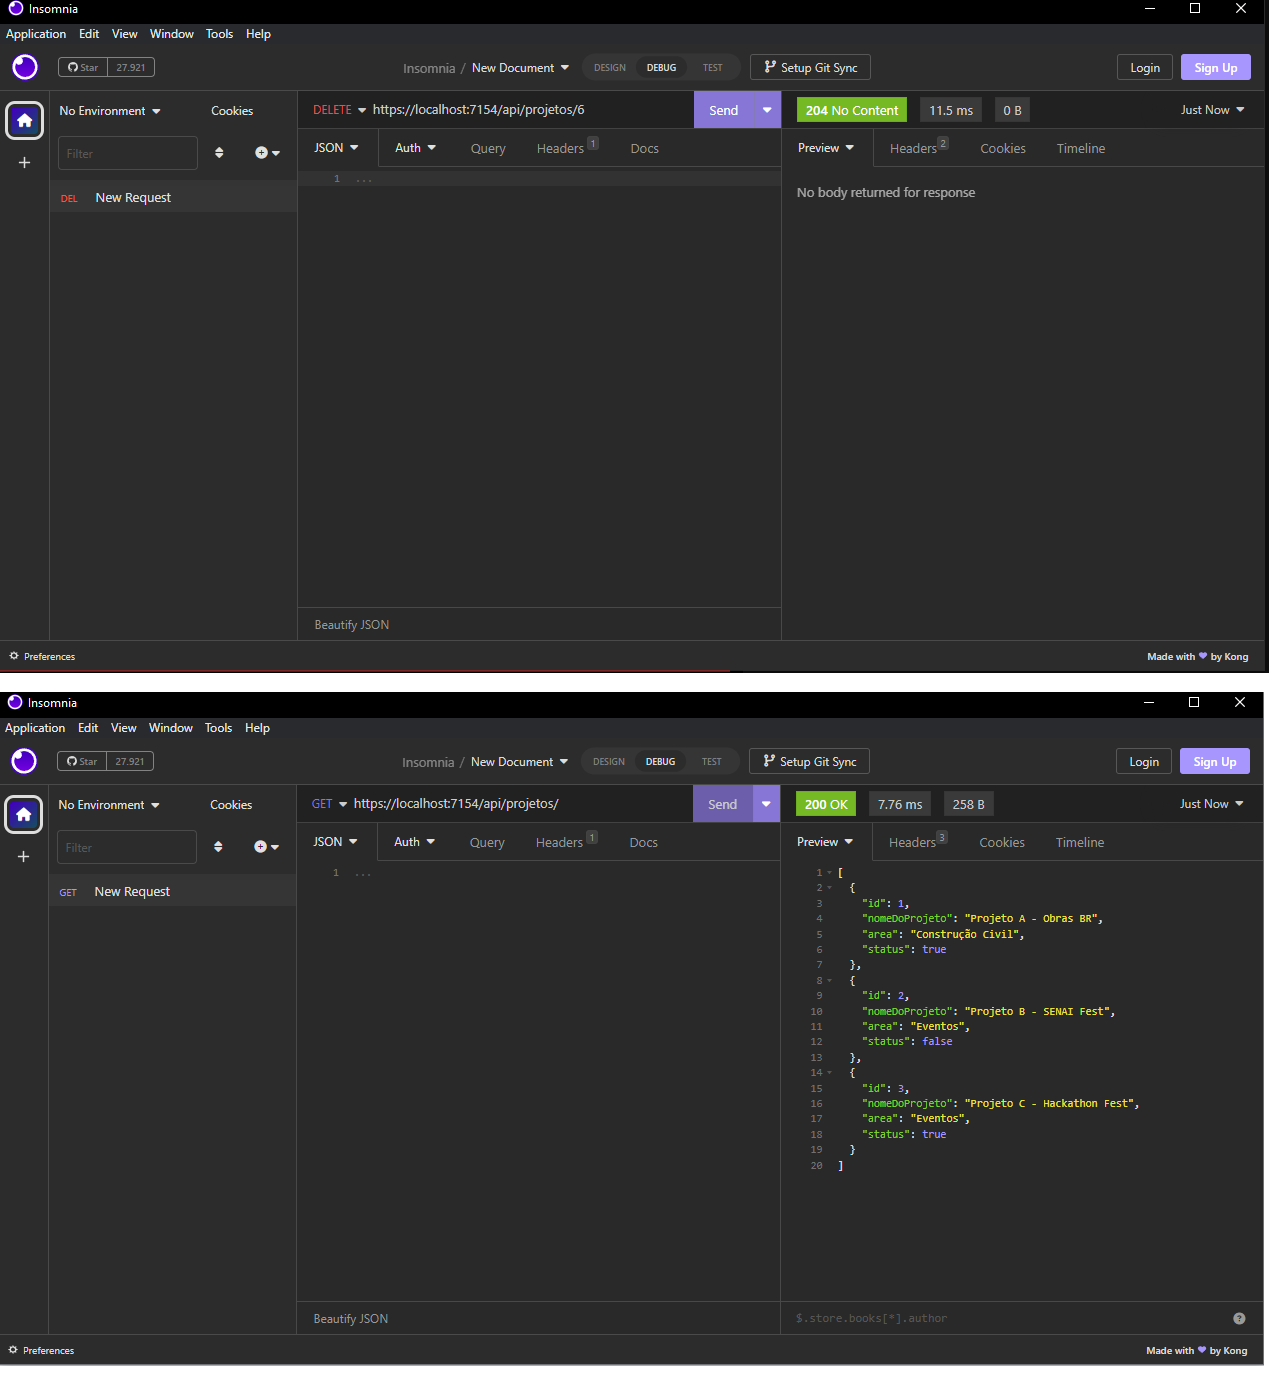 Insomnia
Application Edit View Window Tools Help
Star 27.921
Insomnia / New Document
DESIGN DEBUG TEST
Setup Git Sync
Login
Sign Up
No Environment
Cookies
DELETE https://localhost:7154/api/projetos/6
Send
204 No Content
11.5 ms
0 B
Just Now
Filter
JSON
Auth
Query
Headers 1
Docs
Preview
Headers 2
Cookies
Timeline
DEL New Request
1 ...
No body returned for response
Beautify JSON
Preferences
Made with ♥ by Kong
Insomnia
Application Edit View Window Tools Help
Star 27.921
Insomnia / New Document
DESIGN DEBUG TEST
Setup Git Sync
Login
Sign Up
No Environment
Cookies
GET https://localhost:7154/api/projetos/
Send
200 OK
7.76 ms
258 B
Just Now
Filter
JSON
Auth
Query
Headers 1
Docs
Preview
Headers 3
Cookies
Timeline
GET New Request
1 ...
1 [
2 {
3 "id": 1,
4 "nomeDoProjeto": "Projeto A - Obras BR",
5 "area": "Construção Civil",
6 "status": true
7 },
8 {
9 "id": 2,
10 "nomeDoProjeto": "Projeto B - SENAI Fest",
11 "area": "Eventos",
12 "status": false
13 },
14 {
15 "id": 3,
16 "nomeDoProjeto": "Projeto C - Hackathon Fest",
17 "area": "Eventos",
18 "status": true
19 }
20 ]
Beautify JSON
$.store.books[*].author
Preferences
Made with ♥ by Kong